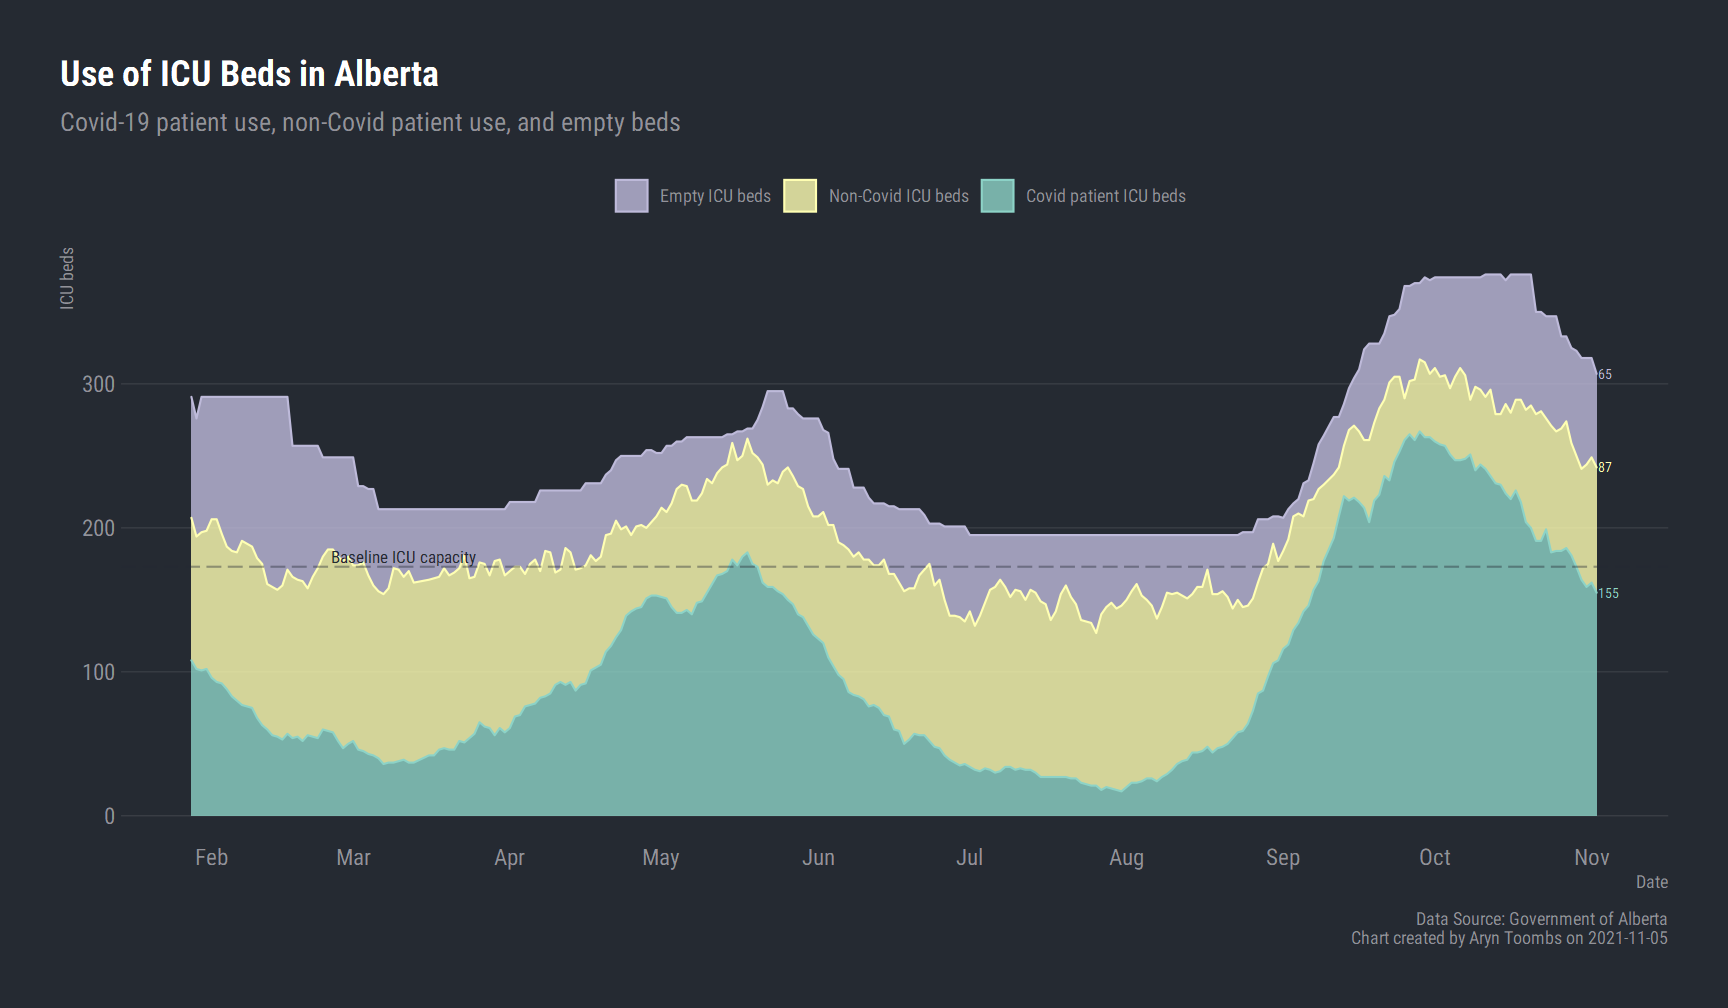 Use of ICU Beds in Alberta
Covid-19 patient use, non-Covid patient use, and empty beds
Empty ICU beds
Non-Covid ICU beds
Covid patient ICU beds
ICU beds
300
200
100
0
Baseline ICU capacity
65
87
155
Feb
Mar
Apr
May
Jun
Jul
Aug
Sep
Oct
Nov
Date
Data Source: Government of Alberta
Chart created by Aryn Toombs on 2021-11-05